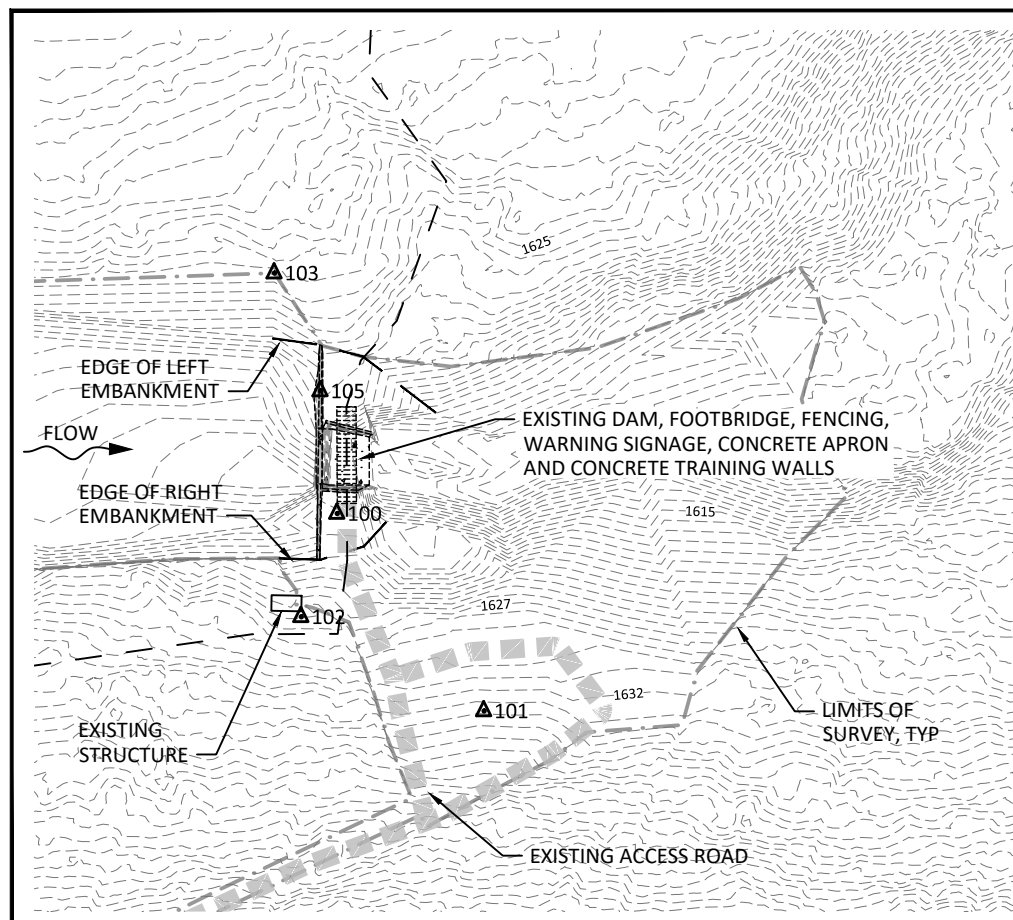 1625
103
EDGE OF LEFT
EMBANKMENT
105
FLOW
EXISTING DAM, FOOTBRIDGE, FENCING,
WARNING SIGNAGE, CONCRETE APRON
AND CONCRETE TRAINING WALLS
EDGE OF RIGHT
EMBANKMENT
100
1615
1627
102
1632
101
EXISTING
STRUCTURE
LIMITS OF
SURVEY, TYP
EXISTING ACCESS ROAD